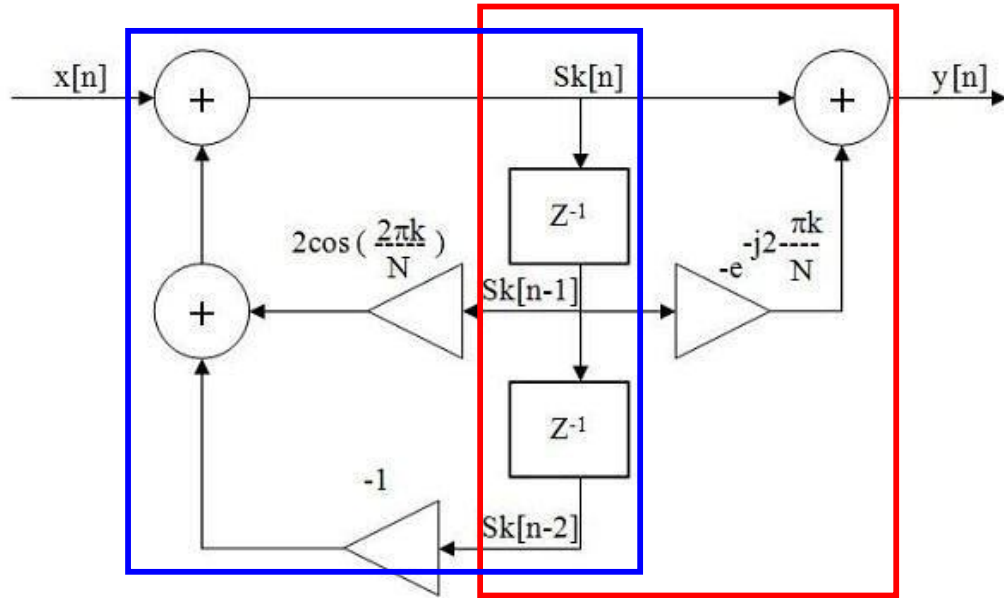 x[n]
Sk[n]
y[n]
+
+
Z-1
2cos ( 2πk / N )
-e -j2 πk / N
Sk[n-1]
+
Z-1
-1
Sk[n-2]